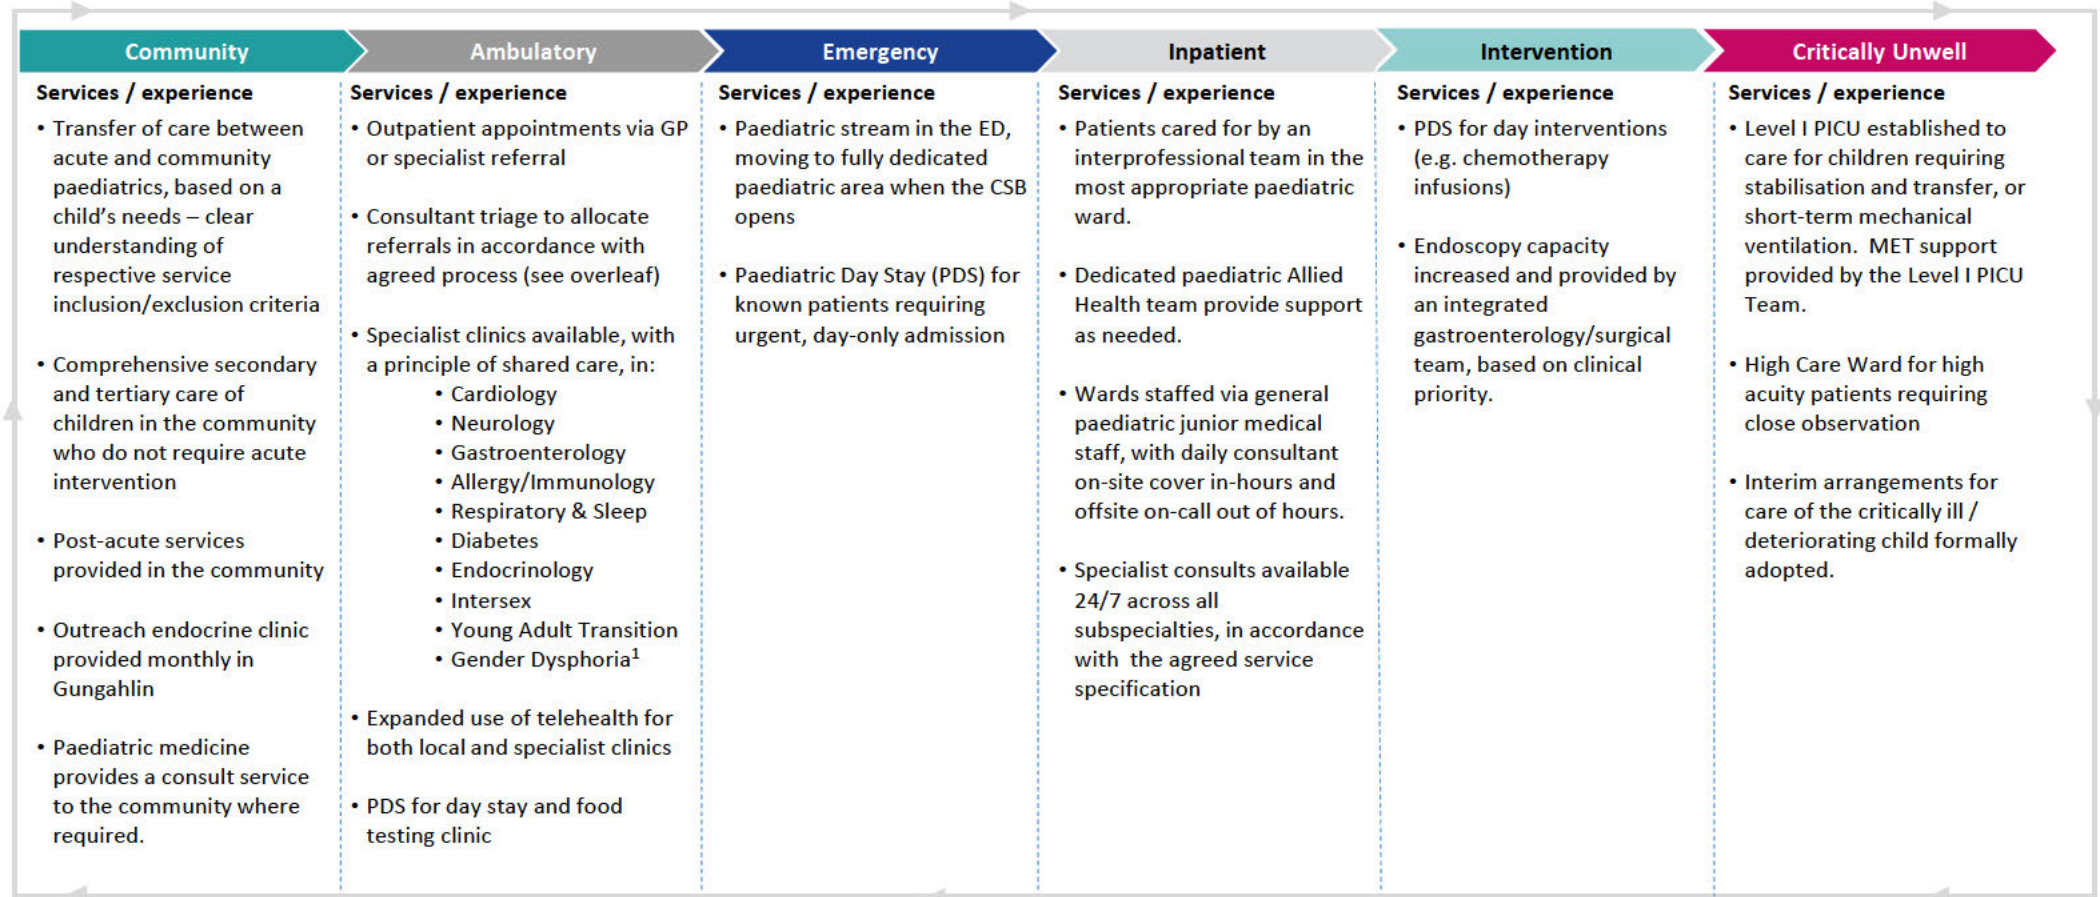 Community
Services / experience
• Transfer of care between
acute and community
paediatrics, based on a
child’s needs – clear
understanding of
respective service
inclusion/exclusion criteria
• Comprehensive secondary
and tertiary care of
children in the community
who do not require acute
intervention
• Post-acute services
provided in the community
• Outreach endocrine clinic
provided monthly in
Gungahlin
• Paediatric medicine
provides a consult service
to the community where
required.
Ambulatory
Services / experience
• Outpatient appointments via GP
or specialist referral
• Consultant triage to allocate
referrals in accordance with
agreed process (see overleaf)
• Specialist clinics available, with
a principle of shared care, in:
• Cardiology
• Neurology
• Gastroenterology
• Allergy/Immunology
• Respiratory & Sleep
• Diabetes
• Endocrinology
• Intersex
• Young Adult Transition
• Gender Dysphoria¹
• Expanded use of telehealth for
both local and specialist clinics
• PDS for day stay and food
testing clinic
Emergency
Services / experience
• Paediatric stream in the ED,
moving to fully dedicated
paediatric area when the CSB
opens
• Paediatric Day Stay (PDS) for
known patients requiring
urgent, day-only admission
Inpatient
Services / experience
• Patients cared for by an
interprofessional team in the
most appropriate paediatric
ward.
• Dedicated paediatric Allied
Health team provide support
as needed.
• Wards staffed via general
paediatric junior medical
staff, with daily consultant
on-site cover in-hours and
offsite on-call out of hours.
• Specialist consults available
24/7 across all
subspecialties, in accordance
with the agreed service
specification
Intervention
Services / experience
• PDS for day interventions
(e.g. chemotherapy
infusions)
• Endoscopy capacity
increased and provided by
an integrated
gastroenterology/surgical
team, based on clinical
priority.
Critically Unwell
Services / experience
• Level I PICU established to
care for children requiring
stabilisation and transfer, or
short-term mechanical
ventilation. MET support
provided by the Level I PICU
Team.
• High Care Ward for high
acuity patients requiring
close observation
• Interim arrangements for
care of the critically ill /
deteriorating child formally
adopted.